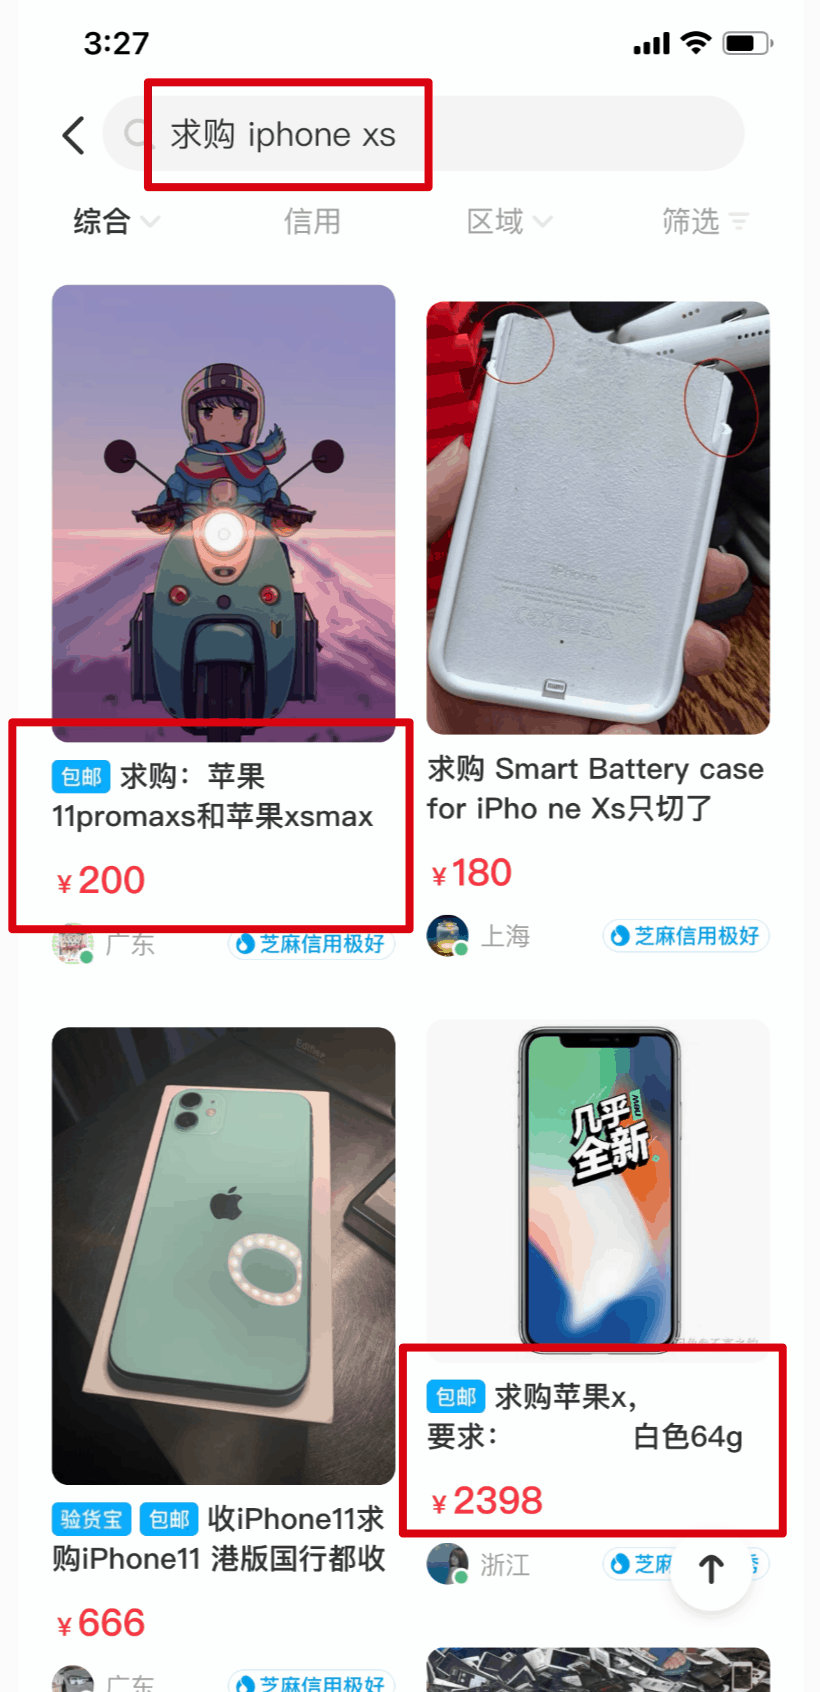 3:27
求购 iphone xs
综合
信用
区域
筛选
包邮 求购：苹果
11promaxs和苹果xsmax
¥200
广东
芝麻信用极好
iPhone
求购 Smart Battery case
for iPho ne Xs只切了
¥180
上海
芝麻信用极好
Edifier
验货宝 包邮 收iPhone11求
购iPhone11 港版国行都收
¥666
广东
芝麻信用极好
几乎
全新
new
包邮 求购苹果x，
要求： 白色64g
¥2398
浙江